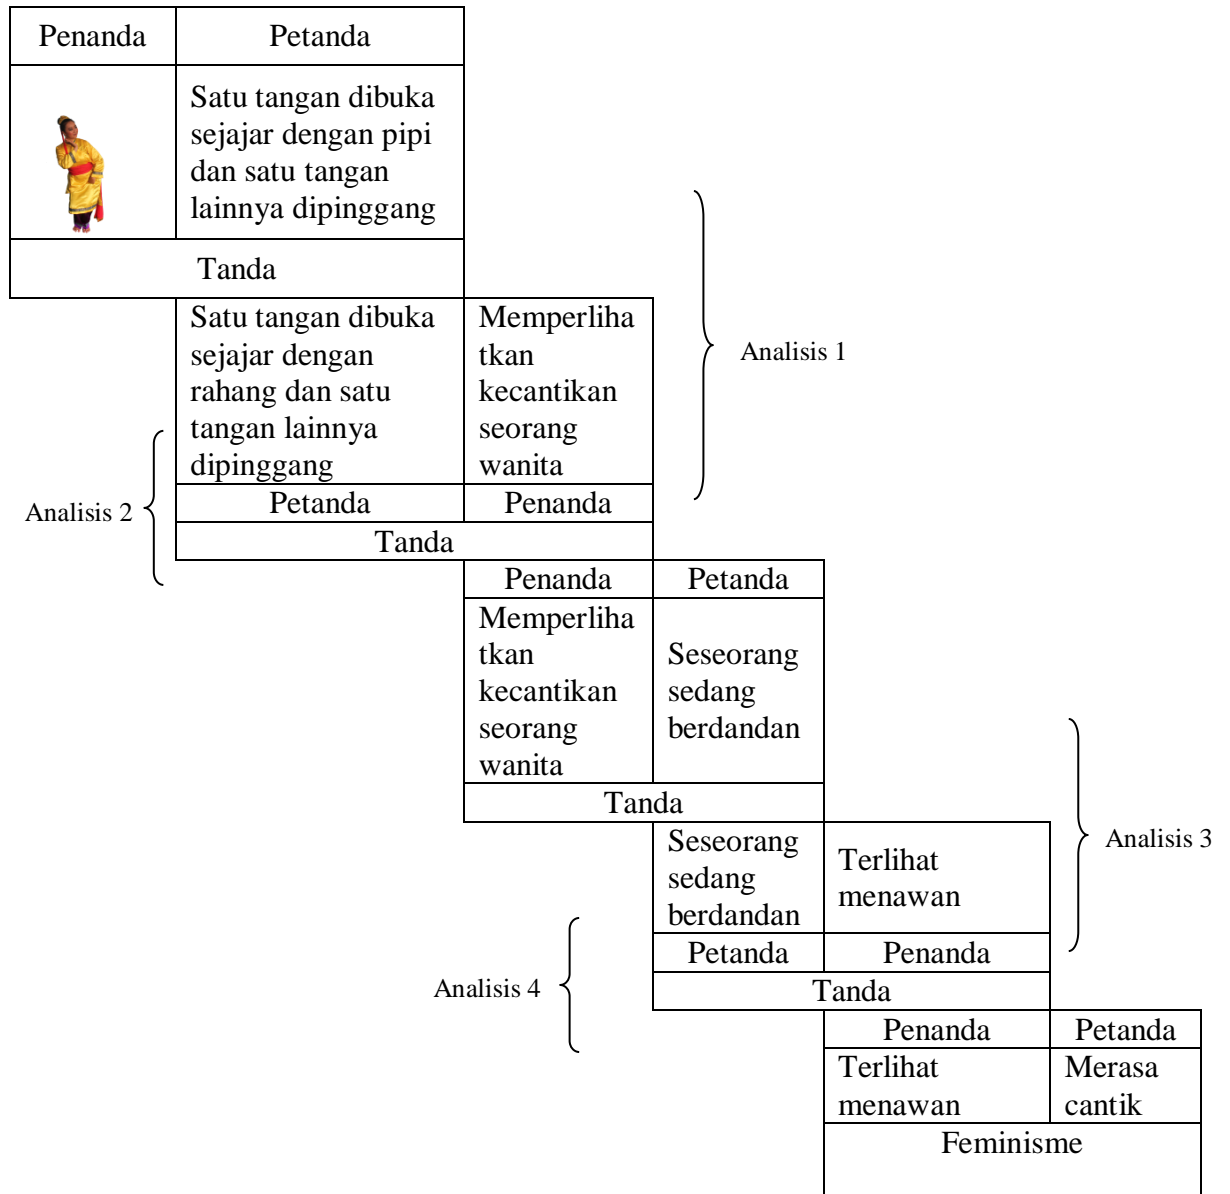 Penanda
Petanda
Satu tangan dibuka
sejajar dengan pipi
dan satu tangan
lainnya dipinggang
Tanda
Satu tangan dibuka
sejajar dengan
rahang dan satu
tangan lainnya
dipinggang
Memperliha
tkan
kecantikan
seorang
wanita
Analisis 1
Petanda
Penanda
Analisis 2
Tanda
Penanda
Petanda
Memperliha
tkan
kecantikan
seorang
wanita
Seseorang
sedang
berdandan
Tanda
Seseorang
sedang
berdandan
Terlihat
menawan
Analisis 3
Petanda
Penanda
Analisis 4
Tanda
Penanda
Petanda
Terlihat
menawan
Merasa
cantik
Feminisme